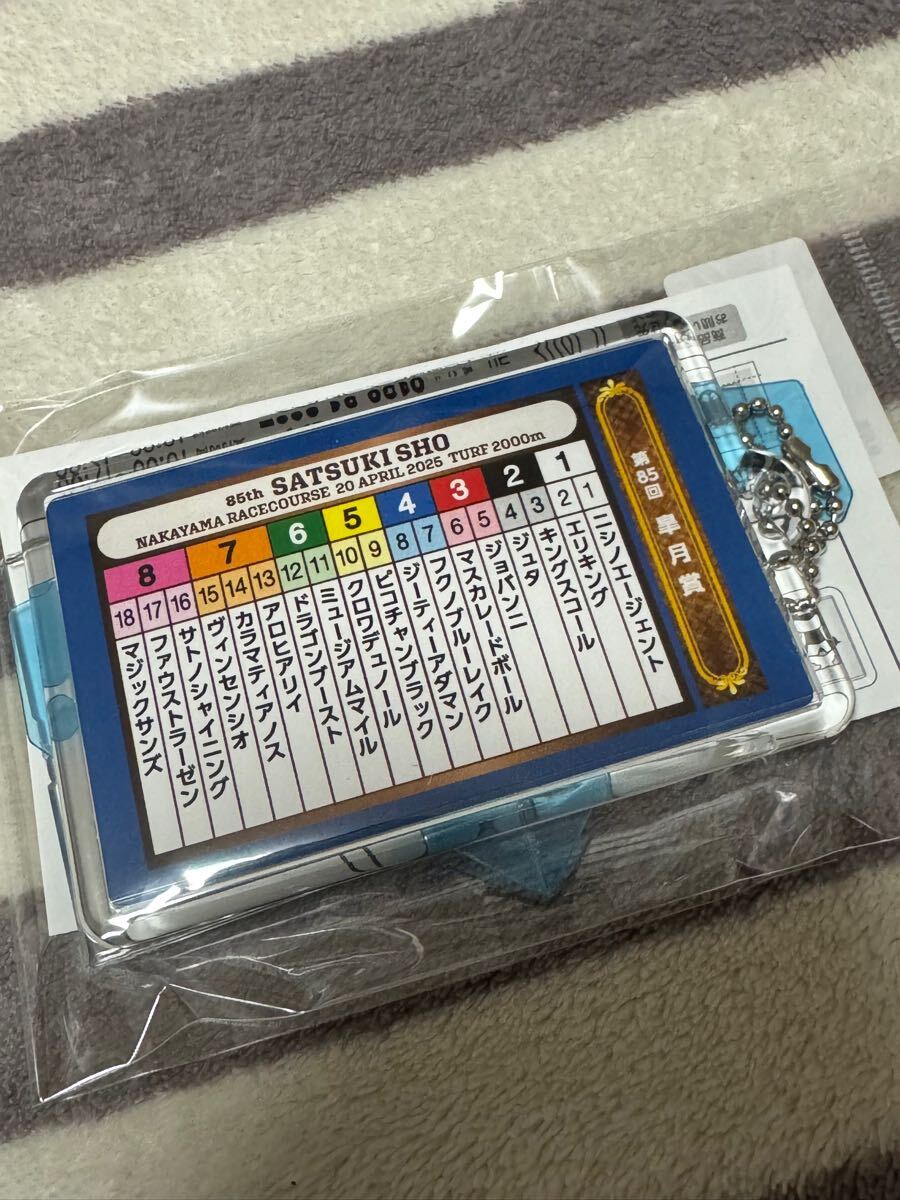 85th SATSUKI SHO
NAKAYAMA RACECOURSE 20 APRIL 2025 TURF 2000m
第85回 皐月賞
8 7 6 5 4 3 2 1
18 17 16 15 14 13 12 11 10 9 8 7 6 5 4 3 2 1
ニシノエージェント
エリキング
キングスコール
ジュタ
ジョバンニ
マスカレードボール
フクノブルーレイク
ジーティーアダマン
ピコチャンブラック
クロワデュノール
ミュージアムマイル
ドラゴンブースト
アロヒアリイ
カラマティアノス
ヴィンセンシオ
サトノシャイニング
ファウストラーゼン
マジックサンズ